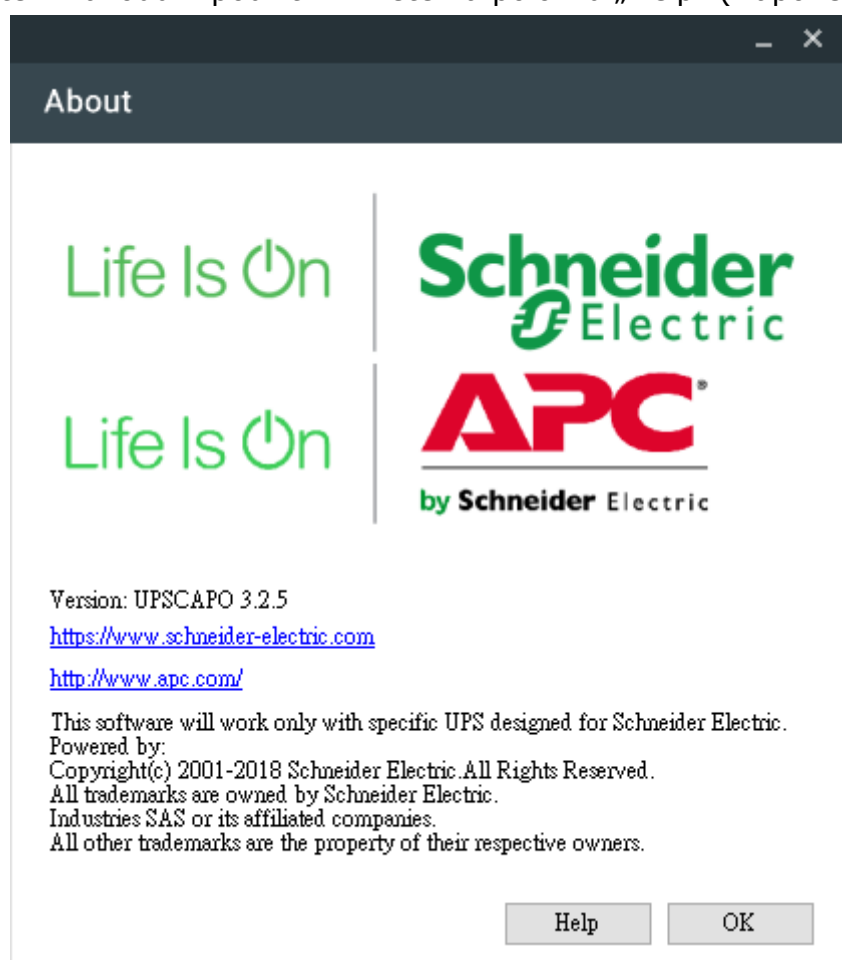 About
Life Is On
Schneider
Electric
Life Is On
APC®
by Schneider Electric
Version: UPSCAPO 3.2.5
https://www.schneider-electric.com
http://www.apc.com/
This software will work only with specific UPS designed for Schneider Electric.
Powered by:
Copyright(c) 2001-2018 Schneider Electric.All Rights Reserved.
All trademarks are owned by Schneider Electric.
Industries SAS or its affiliated companies.
All other trademarks are the property of their respective owners.
Help
OK